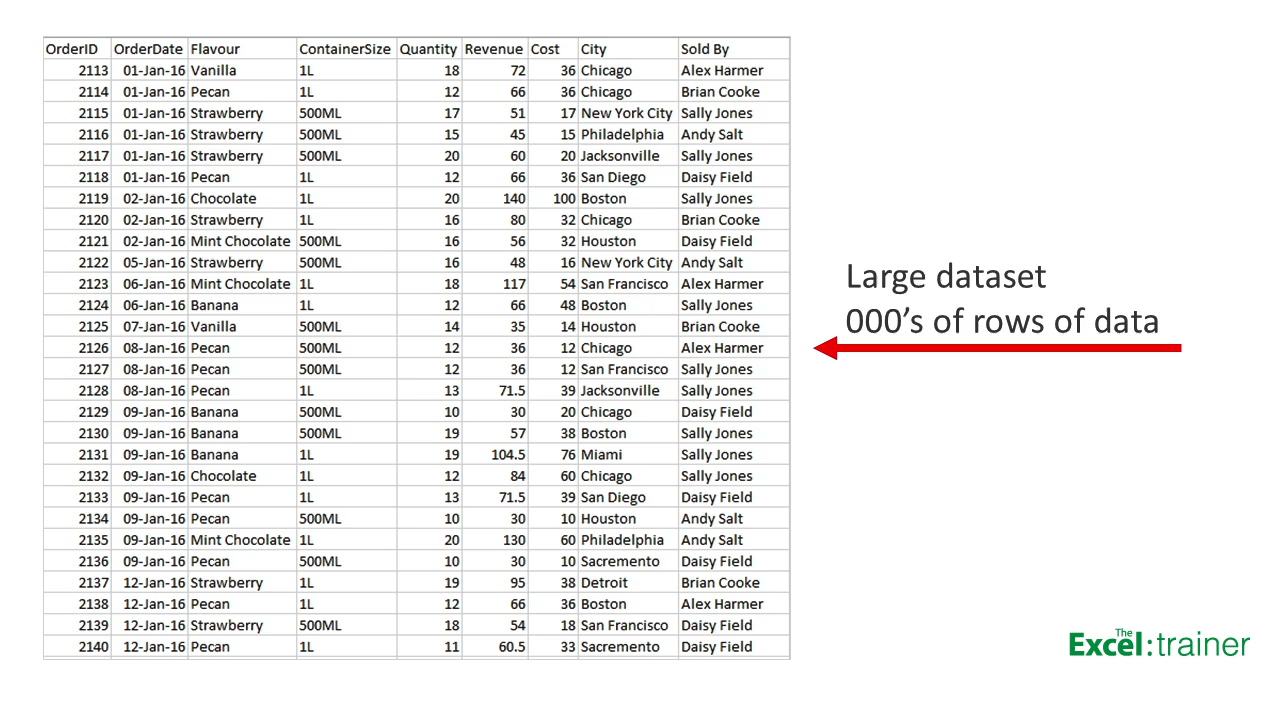 OrderID OrderDate Flavour ContainerSize Quantity Revenue Cost City Sold By
2113 01-Jan-16 Vanilla 1L 18 72 36 Chicago Alex Harmer
2114 01-Jan-16 Pecan 1L 12 66 36 Chicago Brian Cooke
2115 01-Jan-16 Strawberry 500ML 17 51 17 New York City Sally Jones
2116 01-Jan-16 Strawberry 500ML 15 45 15 Philadelphia Andy Salt
2117 01-Jan-16 Strawberry 500ML 20 60 20 Jacksonville Sally Jones
2118 01-Jan-16 Pecan 1L 12 66 36 San Diego Daisy Field
2119 02-Jan-16 Chocolate 1L 20 140 100 Boston Sally Jones
2120 02-Jan-16 Strawberry 1L 16 80 32 Chicago Brian Cooke
2121 02-Jan-16 Mint Chocolate 500ML 16 56 32 Houston Daisy Field
2122 05-Jan-16 Strawberry 500ML 16 48 16 New York City Andy Salt
2123 06-Jan-16 Mint Chocolate 1L 18 117 54 San Francisco Alex Harmer
2124 06-Jan-16 Banana 1L 12 66 48 Boston Sally Jones
2125 07-Jan-16 Vanilla 500ML 14 35 14 Houston Brian Cooke
2126 08-Jan-16 Pecan 500ML 12 36 12 Chicago Alex Harmer
2127 08-Jan-16 Pecan 500ML 12 36 12 San Francisco Sally Jones
2128 08-Jan-16 Pecan 1L 13 71.5 39 Jacksonville Sally Jones
2129 09-Jan-16 Banana 500ML 10 30 20 Chicago Daisy Field
2130 09-Jan-16 Banana 500ML 19 57 38 Boston Sally Jones
2131 09-Jan-16 Banana 1L 19 104.5 76 Miami Sally Jones
2132 09-Jan-16 Chocolate 1L 12 84 60 Chicago Sally Jones
2133 09-Jan-16 Pecan 1L 13 71.5 39 San Diego Daisy Field
2134 09-Jan-16 Pecan 500ML 10 30 10 Houston Andy Salt
2135 09-Jan-16 Mint Chocolate 1L 20 130 60 Philadelphia Andy Salt
2136 09-Jan-16 Pecan 500ML 10 30 10 Sacremento Daisy Field
2137 12-Jan-16 Strawberry 1L 19 95 38 Detroit Brian Cooke
2138 12-Jan-16 Pecan 1L 12 66 36 Boston Alex Harmer
2139 12-Jan-16 Strawberry 500ML 18 54 18 San Francisco Daisy Field
2140 12-Jan-16 Pecan 1L 11 60.5 33 Sacremento Daisy Field
Large dataset
000’s of rows of data
The
Excel:trainer